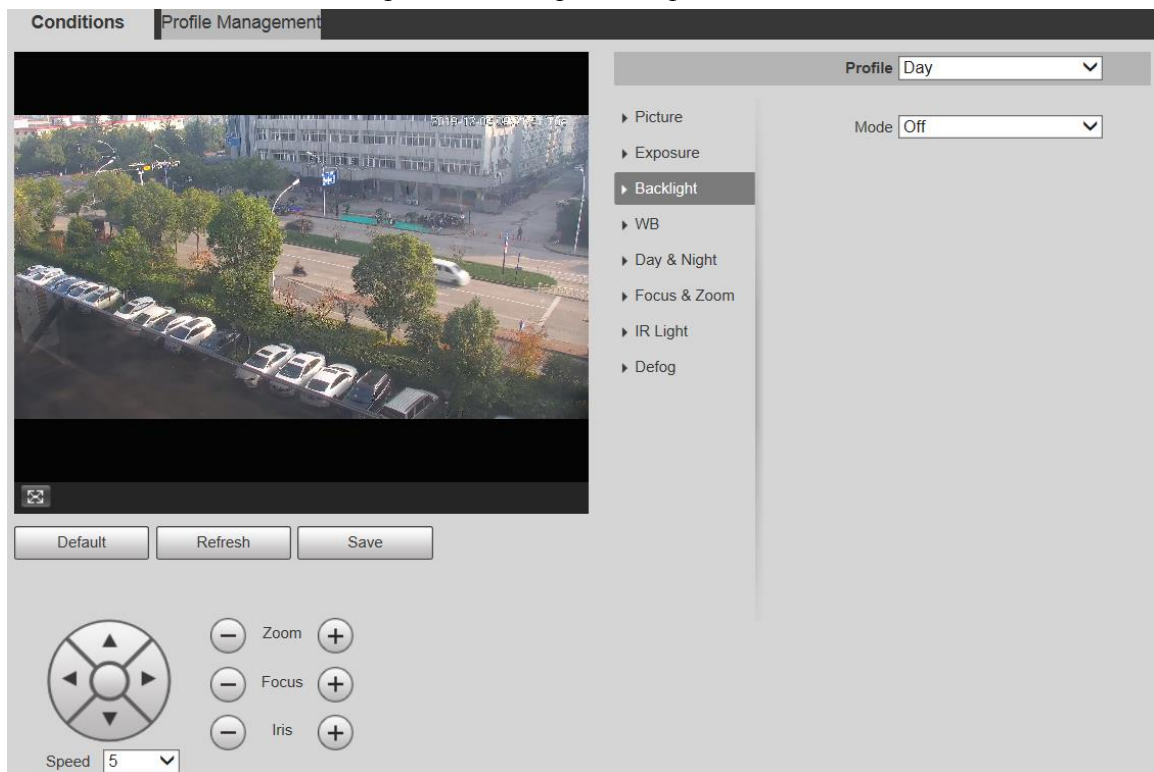 Conditions Profile Management
Profile Day
Picture
Mode Off
Exposure
Backlight
WB
Day & Night
Focus & Zoom
IR Light
Defog
Default Refresh Save
Zoom
Focus
Iris
Speed 5